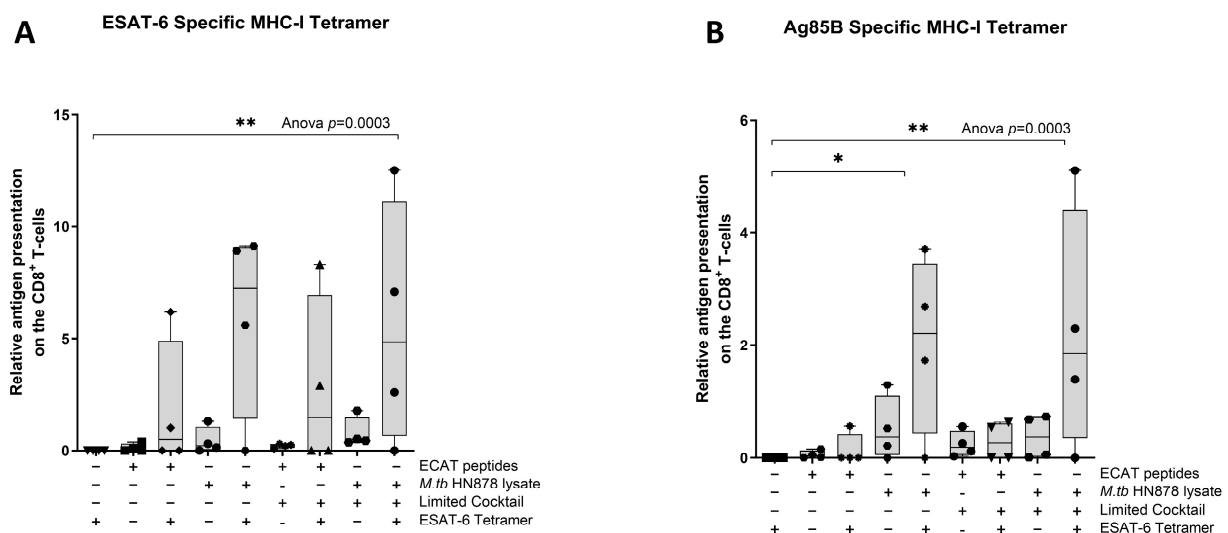 A
ESAT-6 Specific MHC-I Tetramer
Relative antigen presentation
on the CD8⁺ T-cells
15
10
5
0
** Anova p=0.0003
– + + – – + + – – ECAT peptides
– – – + + - – + + M.tb HN878 lysate
– – – – – + + + + Limited Cocktail
+ – + – + - + – + ESAT-6 Tetramer
B
Ag85B Specific MHC-I Tetramer
Relative antigen presentation
on the CD8⁺ T-cells
6
4
2
0
** Anova p=0.0003
*
– + + – – + + – – ECAT peptides
– – – + + - – + + M.tb HN878 lysate
– – – – – + + + + Limited Cocktail
+ – + – + - + – + ESAT-6 Tetramer